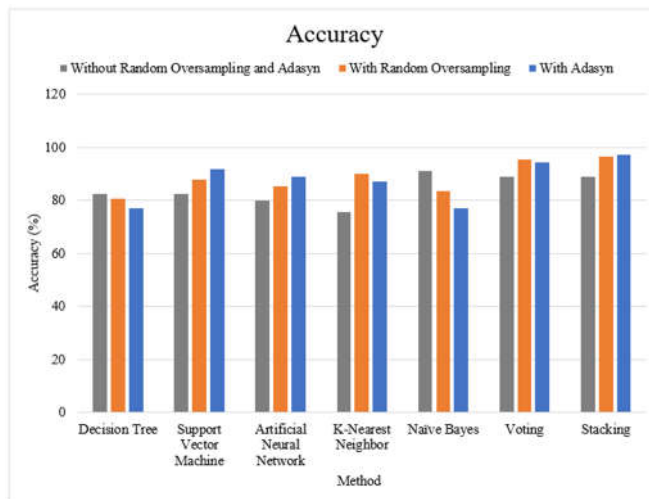 Accuracy
Without Random Oversampling and Adasyn With Random Oversampling With Adasyn
120
100
80
60
40
20
0
Accuracy (%)
Decision Tree
Support
Vector
Machine
Artificial
Neural
Network
K-Nearest
Neighbor
Naïve Bayes
Voting
Stacking
Method